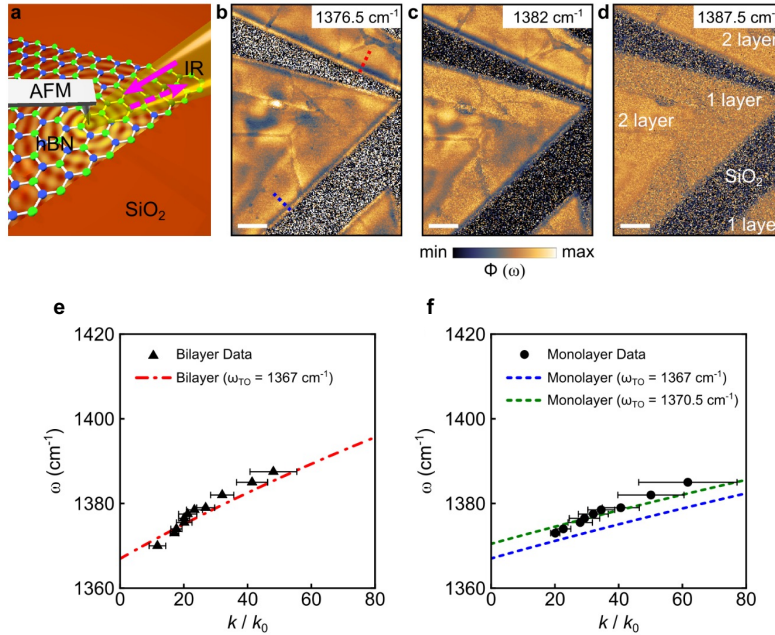 a
AFM
IR
hBN
SiO₂
b
1376.5 cm⁻¹
c
1382 cm⁻¹
d
1387.5 cm⁻¹
2 layer
1 layer
2 layer
SiO₂
1 layer
min
max
Φ (ω)
e
1420
1400
1380
1360
ω (cm⁻¹)
Bilayer Data
Bilayer (ω_TO = 1367 cm⁻¹)
0
20
40
60
80
k / k₀
f
1420
1400
1380
1360
ω (cm⁻¹)
Monolayer Data
Monolayer (ω_TO = 1367 cm⁻¹)
Monolayer (ω_TO = 1370.5 cm⁻¹)
0
20
40
60
80
k / k₀